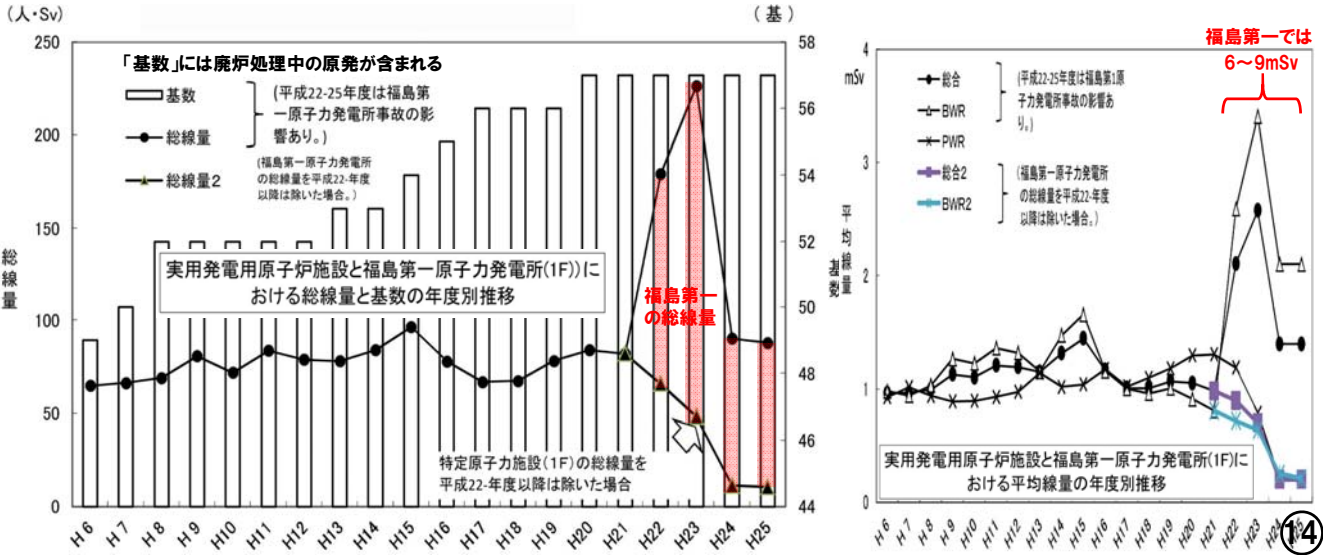 (人・Sv)
(基)
250
200
150
100
50
0
総線量
58
56
54
52
50
48
46
44
基数
「基数」には廃炉処理中の原発が含まれる
基数
総線量
(平成22-25年度は福島第
一原子力発電所事故の影
響あり。)
総線量2
(福島第一原子力発電所
の総線量を平成22-年度
以降は除いた場合。)
実用発電用原子炉施設と福島第一原子力発電所(1F))に
おける総線量と基数の年度別推移
福島第一
の総線量
特定原子力施設(1F)の総線量を
平成22-年度以降は除いた場合
H6 H7 H8 H9 H10 H11 H12 H13 H14 H15 H16 H17 H18 H19 H20 H21 H22 H23 H24 H25
福島第一では
6~9mSv
4
mSv
3
2
1
0
平均線量
総合
BWR
PWR
(平成22-25年度は福島第1原
子力発電所事故の影響あ
り。)
総合2
BWR2
(福島第一原子力発電所
の総線量を平成22-年度
以降は除いた場合。)
実用発電用原子炉施設と福島第一原子力発電所(1F)に
おける平均線量の年度別推移
H6 H7 H8 H9 H10 H11 H12 H13 H14 H15 H16 H17 H18 H19 H20 H21 H22 H23 H24 H25
14